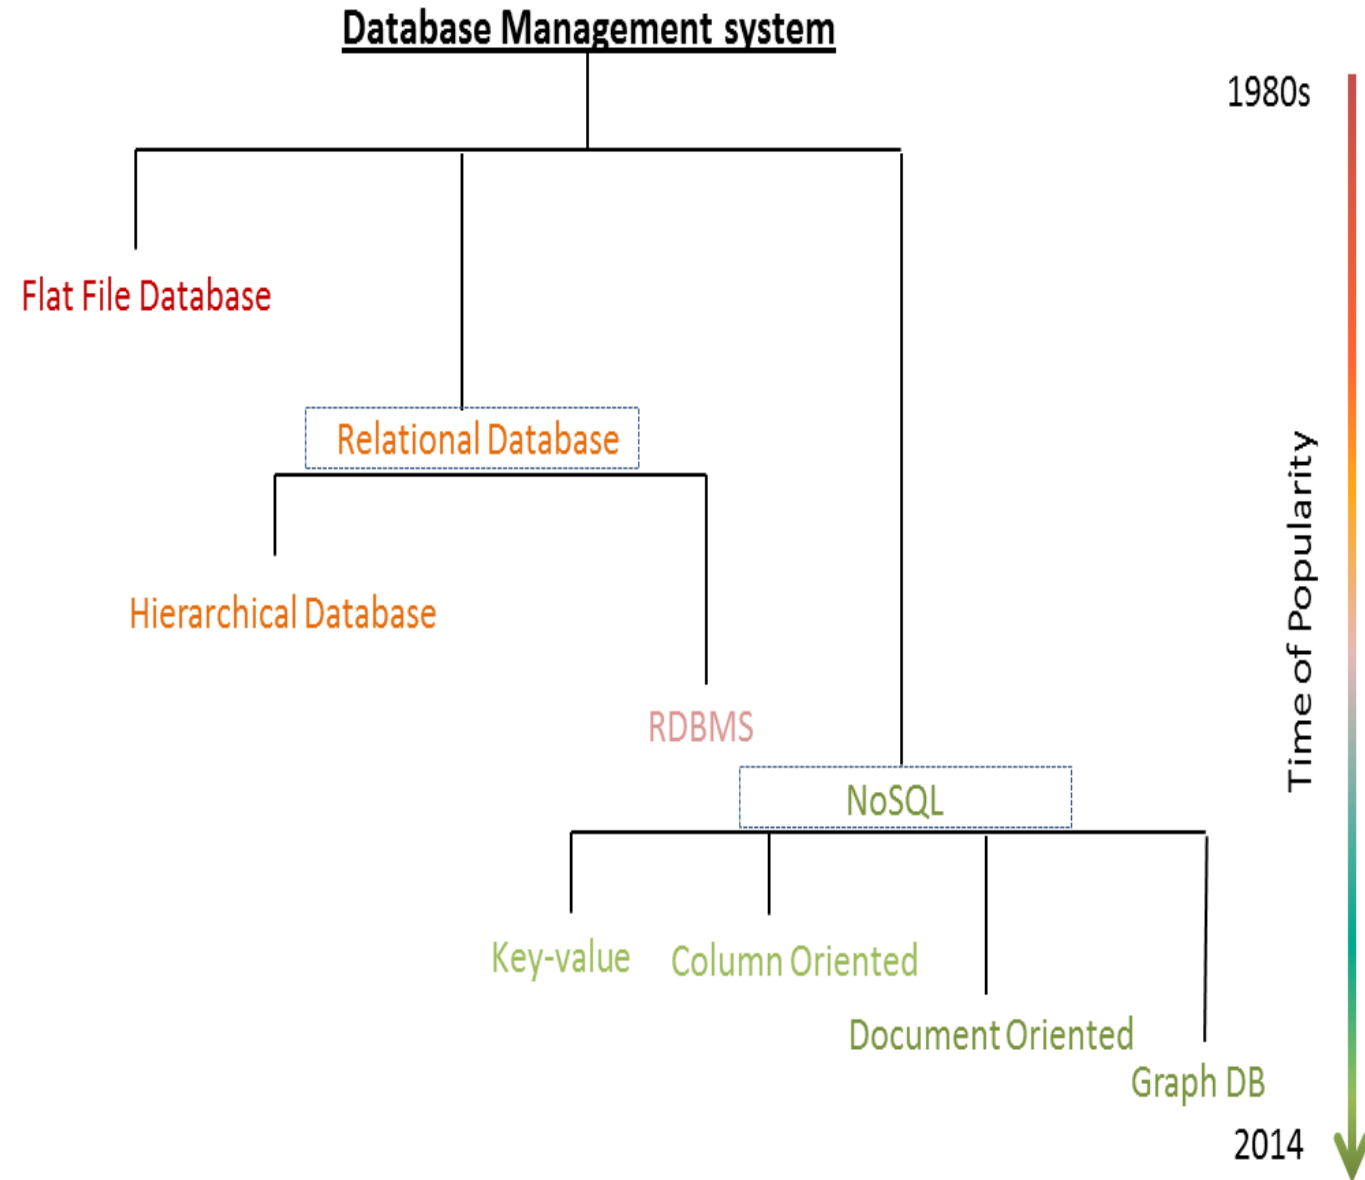 Database Management system
1980s
Flat File Database
Relational Database
Time of Popularity
Hierarchical Database
RDBMS
NoSQL
Key-value
Column Oriented
Document Oriented
Graph DB
2014